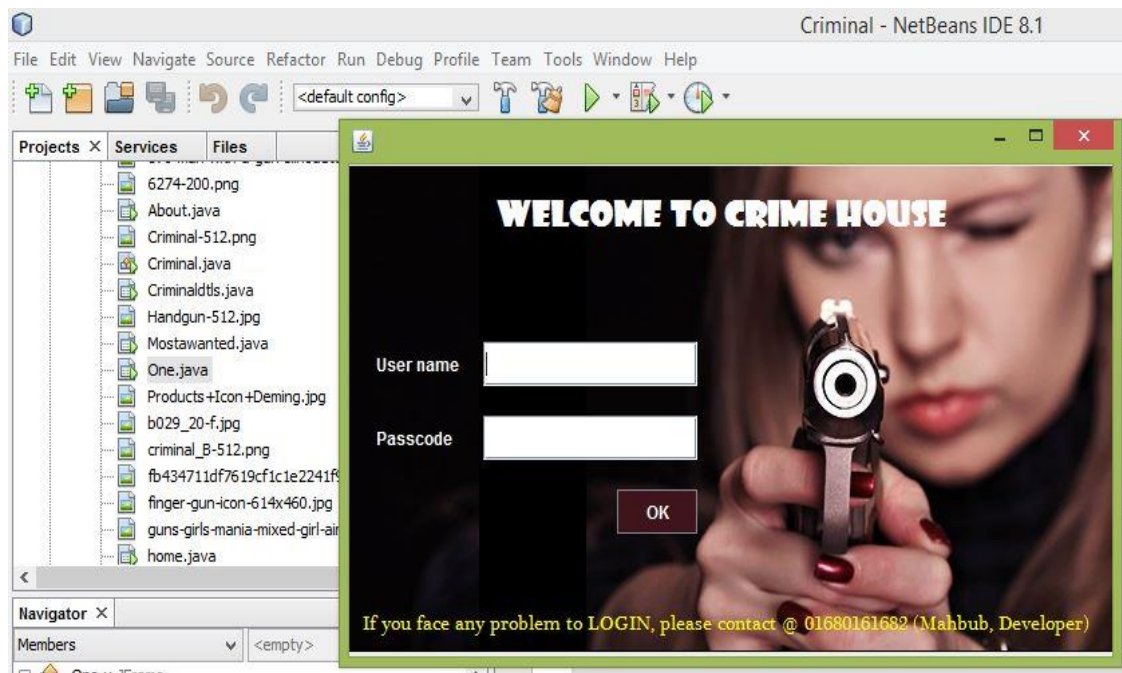 Criminal - NetBeans IDE 8.1
File Edit View Navigate Source Refactor Run Debug Profile Team Tools Window Help
<default config>
Projects X Services Files
6274-200.png
About.java
Criminal-512.png
Criminal.java
Criminaldtls.java
Handgun-512.jpg
Mostawanted.java
One.java
Products+Icon+Deming.jpg
b029_20-f.jpg
criminal_B-512.png
fb434711df7619cf1c1e2241f9
finger-gun-icon-614x460.jpg
guns-girls-mania-mixed-girl-air
home.java
Navigator X
Members <empty>
WELCOME TO CRIME HOUSE
User name
Passcode
OK
If you face any problem to LOGIN, please contact @ 01680161682 (Mahbub, Developer)